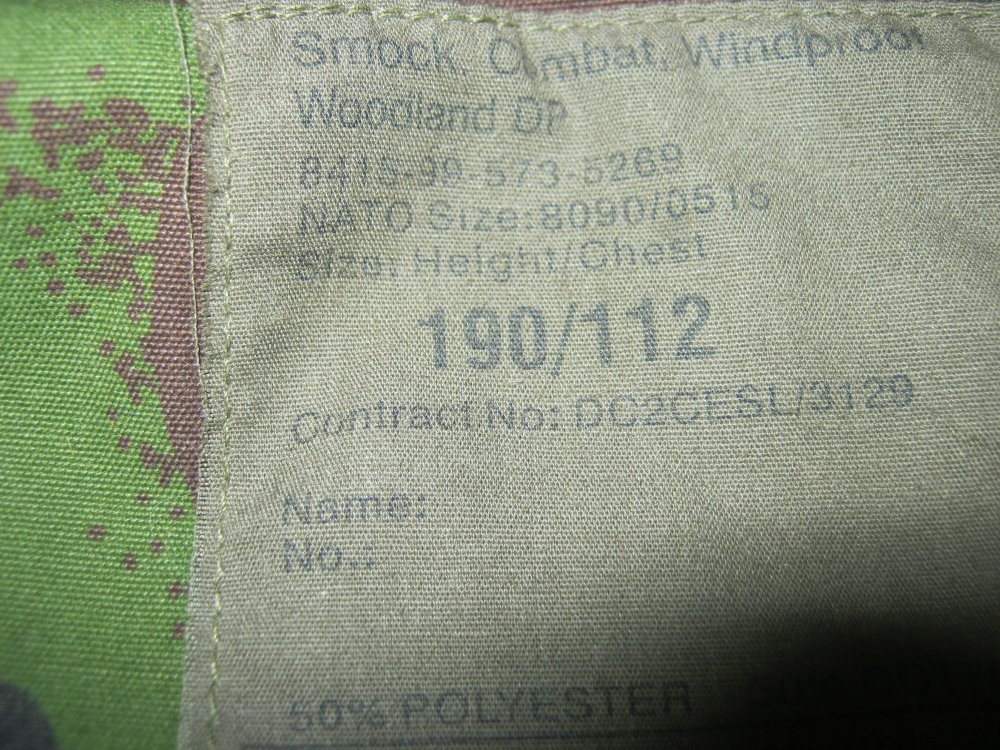 Smock, Combat, Windproof
Woodland DP
8415-99-573-5269
NATO Size:8090/0515
Size: Height/Chest
190/112
Contract No: DC2CESL/3129
Name:
No.:
50% POLYESTER 50%